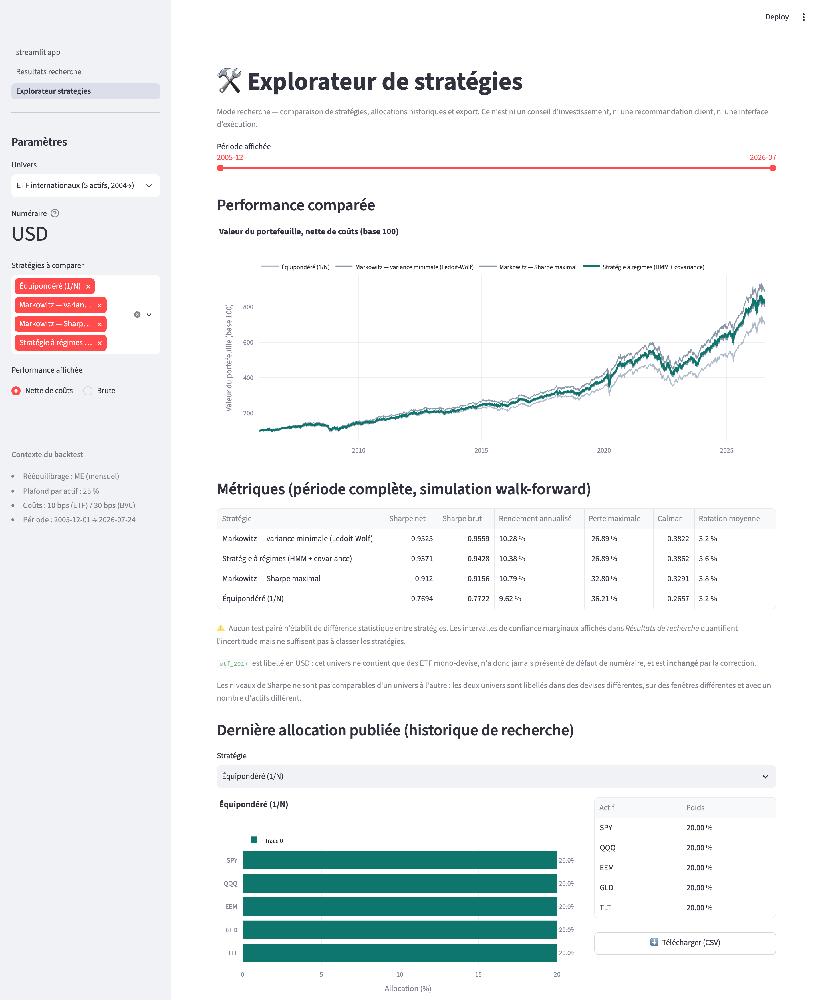 Deploy
streamlit app
Resultats recherche
Explorateur strategies
Paramètres
Univers
ETF internationaux (5 actifs, 2004→)
Numéraire
USD
Stratégies à comparer
Équipondéré (1/N) ×
Markowitz — varian… ×
Markowitz — Sharp… ×
Stratégie à régimes … ×
Performance affichée
Nette de coûts Brute
Contexte du backtest
Rééquilibrage : ME (mensuel)
Plafond par actif : 25 %
Coûts : 10 bps (ETF) / 30 bps (BVC)
Période : 2005-12-01 → 2026-07-24
Explorateur de stratégies
Mode recherche — comparaison de stratégies, allocations historiques et export. Ce n'est ni un conseil d'investissement, ni une recommandation client, ni une interface
d'exécution.
Période affichée
2005-12 2026-07
Performance comparée
Valeur du portefeuille, nette de coûts (base 100)
Équipondéré (1/N) Markowitz — variance minimale (Ledoit-Wolf) Markowitz — Sharpe maximal Stratégie à régimes (HMM + covariance)
Valeur du portefeuille (base 100)
800
600
400
200
2010 2015 2020 2025
Métriques (période complète, simulation walk-forward)
Stratégie Sharpe net Sharpe brut Rendement annualisé Perte maximale Calmar Rotation moyenne
Markowitz — variance minimale (Ledoit-Wolf) 0.9525 0.9559 10.28 % -26.89 % 0.3822 3.2 %
Stratégie à régimes (HMM + covariance) 0.9371 0.9428 10.38 % -26.89 % 0.3862 5.6 %
Markowitz — Sharpe maximal 0.912 0.9156 10.79 % -32.80 % 0.3291 3.8 %
Équipondéré (1/N) 0.7694 0.7722 9.62 % -36.21 % 0.2657 3.2 %
Aucun test pairé n'établit de différence statistique entre stratégies. Les intervalles de confiance marginaux affichés dans Résultats de recherche quantifient
l'incertitude mais ne suffisent pas à classer les stratégies.
etf_2017 est libellé en USD : cet univers ne contient que des ETF mono-devise, n'a donc jamais présenté de défaut de numéraire, et est inchangé par la correction.
Les niveaux de Sharpe ne sont pas comparables d'un univers à l'autre : les deux univers sont libellés dans des devises différentes, sur des fenêtres différentes et avec un
nombre d'actifs différent.
Dernière allocation publiée (historique de recherche)
Stratégie
Équipondéré (1/N)
Équipondéré (1/N)
trace 0
SPY 20.0%
QQQ 20.0%
EEM 20.0%
GLD 20.0%
TLT 20.0%
0 5 10 15 20
Allocation (%)
Actif Poids
SPY 20.00 %
QQQ 20.00 %
EEM 20.00 %
GLD 20.00 %
TLT 20.00 %
Télécharger (CSV)